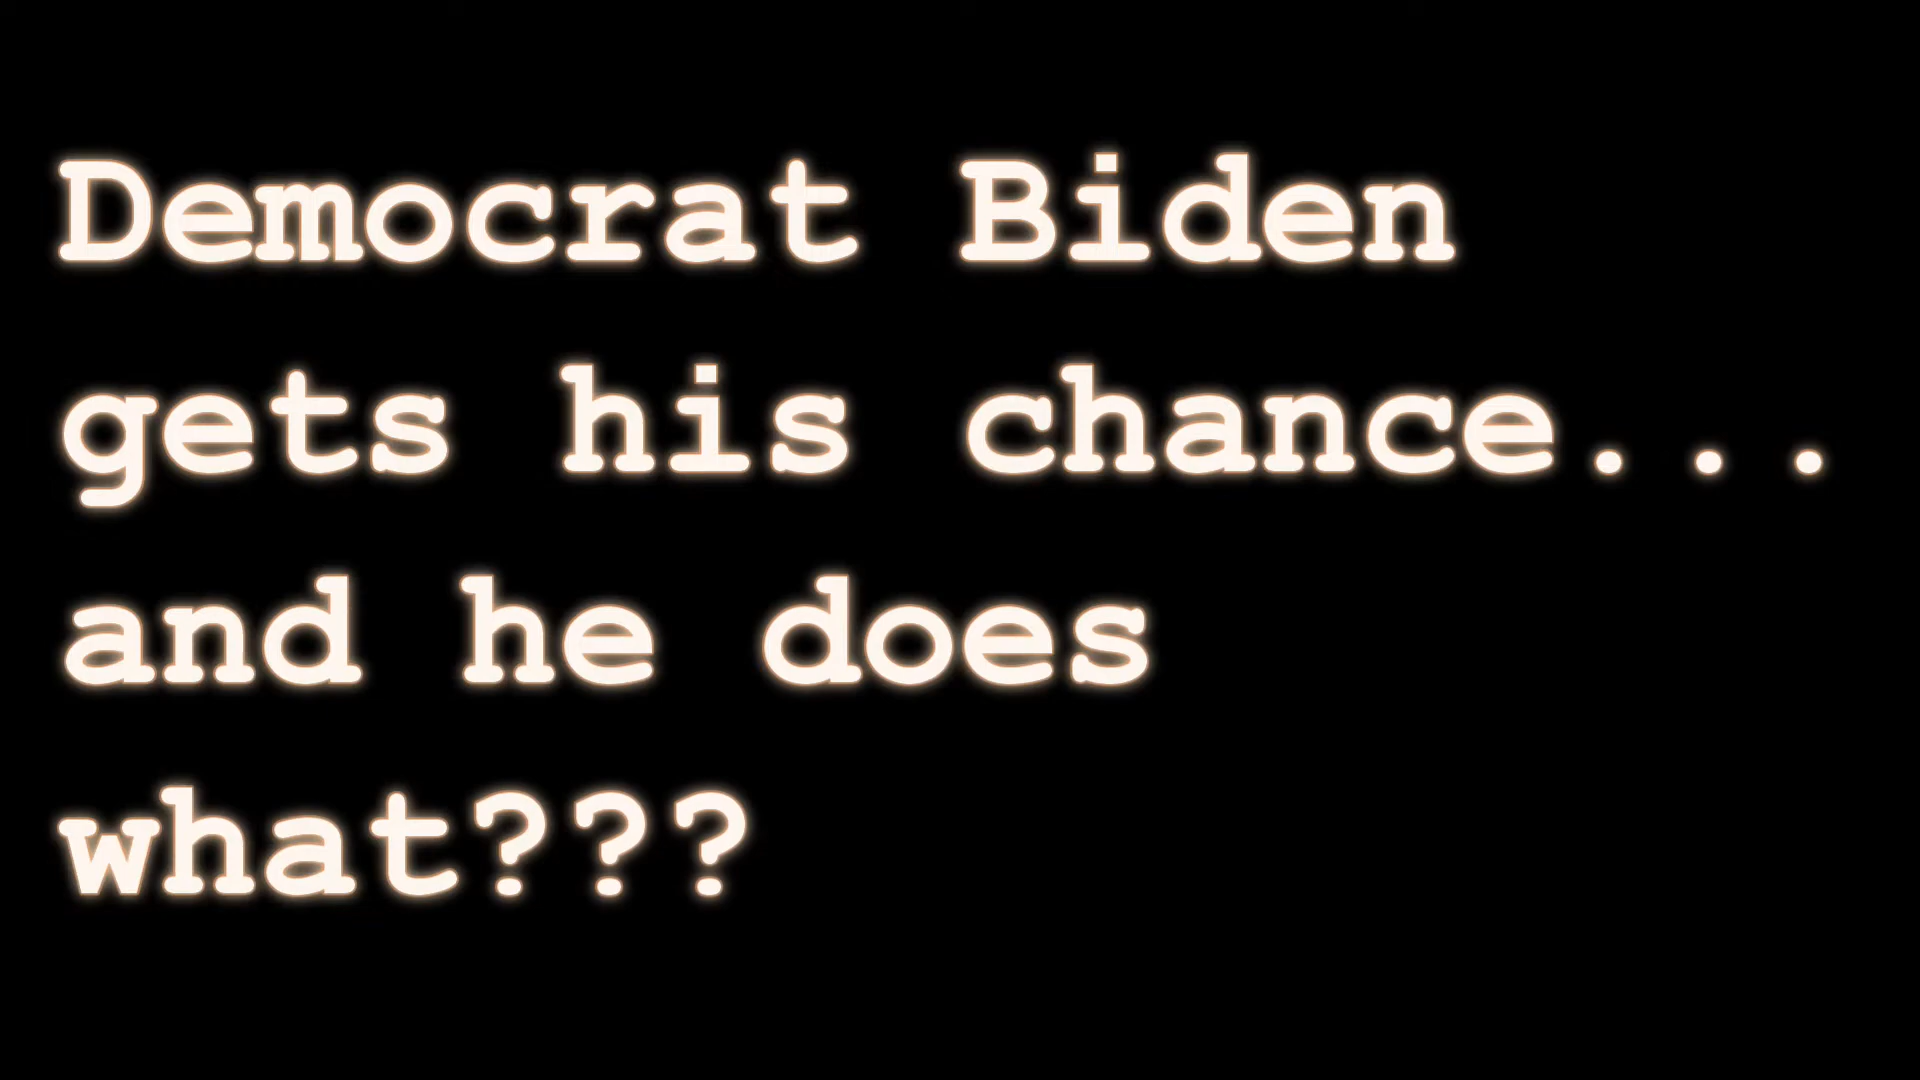 Democrat Biden
gets his chance...
and he does
what???